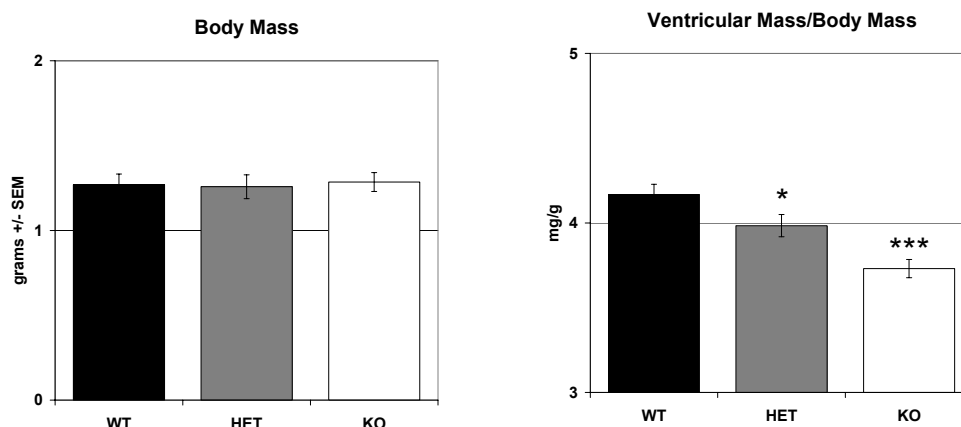 Body Mass
2
1
0
grams +/- SEM
WT HET KO
Ventricular Mass/Body Mass
5
4
3
mg/g
*
***
WT HET KO